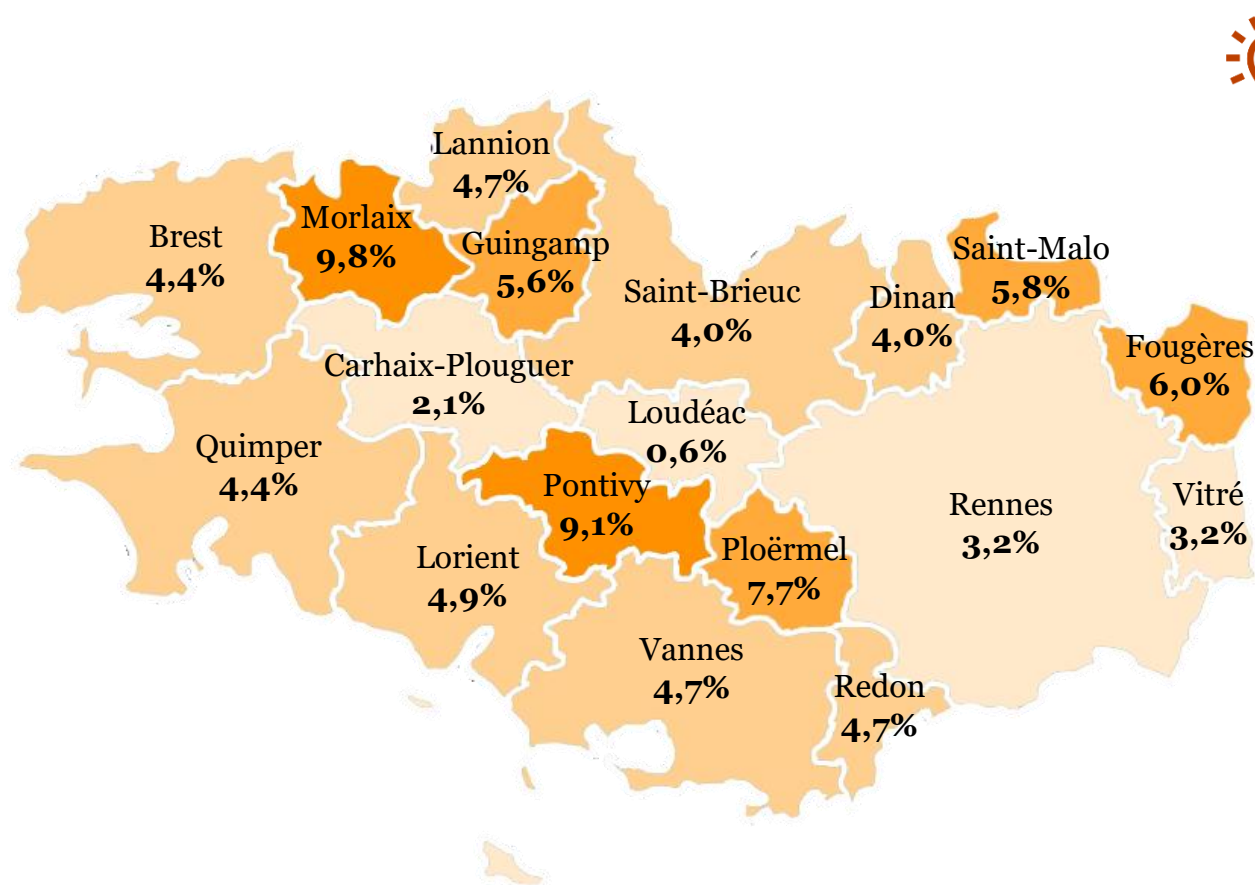 Lannion
4,7%
Morlaix
9,8%
Brest
4,4%
Guingamp
5,6%
Saint-Malo
5,8%
Saint-Brieuc
4,0%
Dinan
4,0%
Fougères
6,0%
Carhaix-Plouguer
2,1%
Loudéac
0,6%
Quimper
4,4%
Pontivy
9,1%
Rennes
3,2%
Vitré
3,2%
Lorient
4,9%
Ploërmel
7,7%
Vannes
4,7%
Redon
4,7%